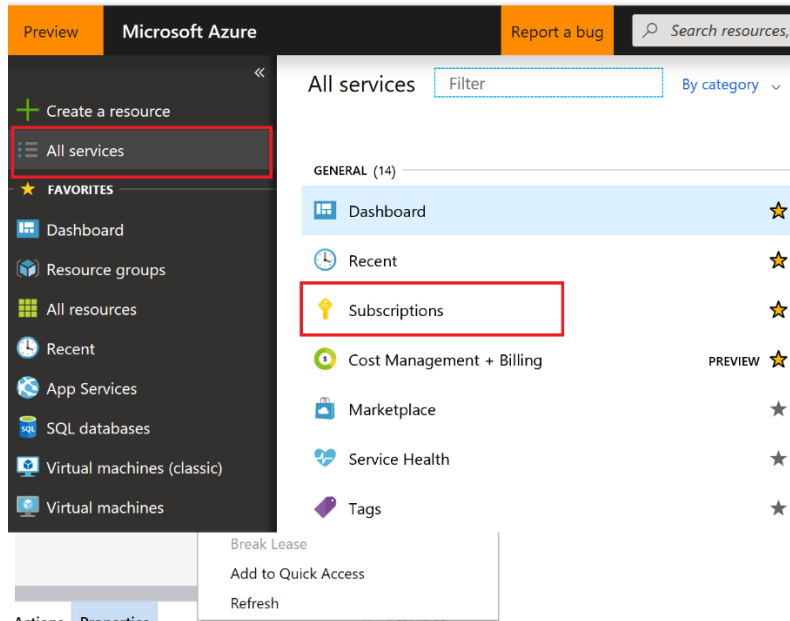 Preview
Microsoft Azure
Report a bug
Search resources,
«
Create a resource
All services
FAVORITES
Dashboard
Resource groups
All resources
Recent
App Services
SQL databases
Virtual machines (classic)
Virtual machines
All services
Filter
By category
GENERAL (14)
Dashboard
Recent
Subscriptions
Cost Management + Billing
PREVIEW
Marketplace
Service Health
Tags
Break Lease
Add to Quick Access
Refresh
Actions
Properties